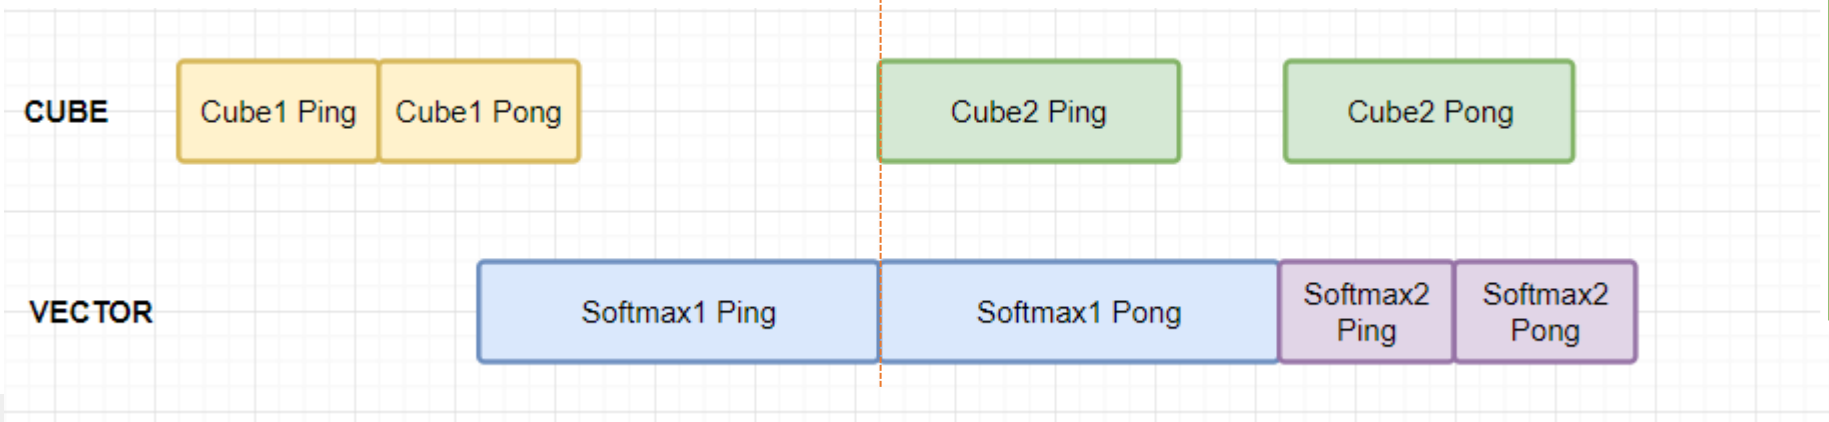 CUBE
Cube1 Ping
Cube1 Pong
Cube2 Ping
Cube2 Pong
VECTOR
Softmax1 Ping
Softmax1 Pong
Softmax2
Ping
Softmax2
Pong